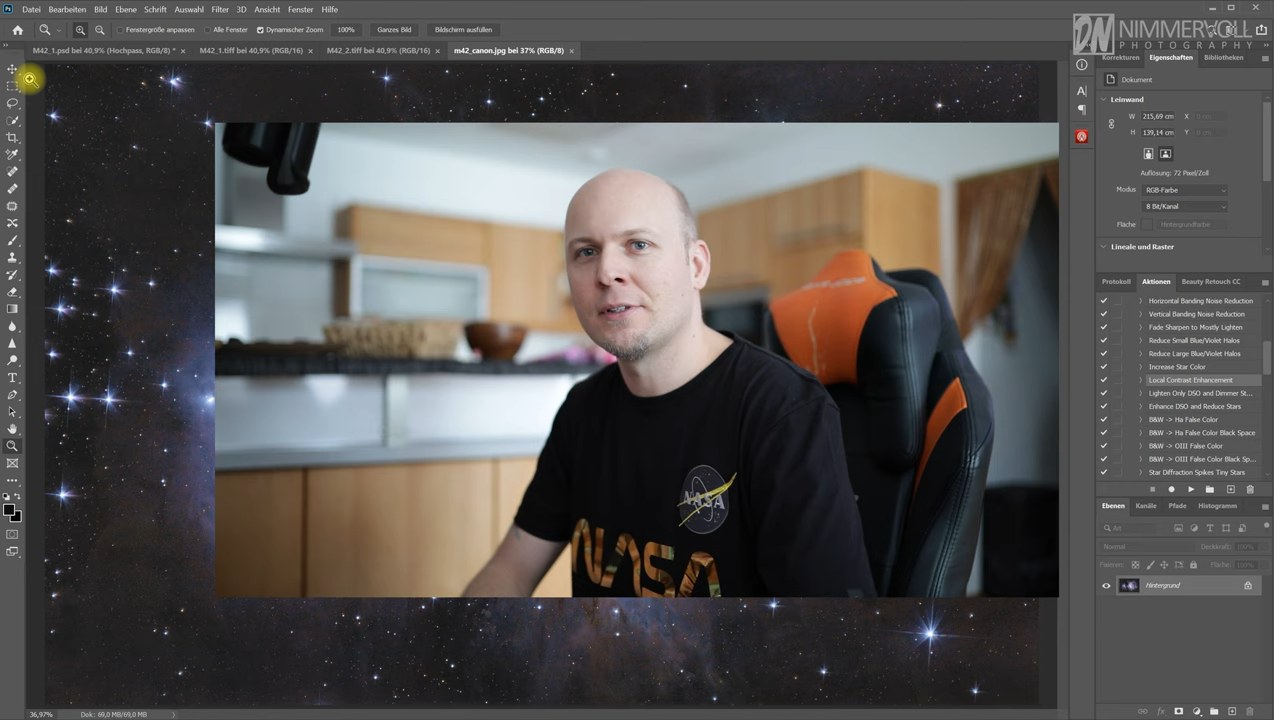 Datei Bearbeiten Bild Ebene Schrift Auswahl Filter 3D Ansicht Fenster Hilfe
Fenstergröße anpassen Alle Fenster Dynamischer Zoom 100% Ganzes Bild Bildschirm ausfüllen
DN NIMMERVOLL
PHOTOGRAPHY
M42_1.psd bei 40,9% (Hochpass, RGB/8) * M42_1.tiff bei 40,9% (RGB/16) M42_2.tiff bei 40,9% (RGB/16) m42_canon.jpg bei 37% (RGB/8)
Korrekturen Eigenschaften Bibliotheken
Dokument
Leinwand
W 215,69 cm X
H 139,14 cm Y
Auflösung: 72 Pixel/Zoll
Modus RGB-Farbe
8 Bit/Kanal
Fläche Hintergrundfarbe
Lineale und Raster
Protokoll Aktionen Beauty Retouch CC
Horizontal Banding Noise Reduction
Vertical Banding Noise Reduction
Fade Sharpen to Mostly Lighten
Reduce Small Blue/Violet Halos
Reduce Large Blue/Violet Halos
Increase Star Color
Local Contrast Enhancement
Lighten Only DSO and Dimmer St...
Enhance DSO and Reduce Stars
B&W -> Ha False Color
B&W -> Ha False Color Black Space
B&W -> OIII False Color
B&W -> OIII False Color Black Sp...
Star Diffraction Spikes Tiny Stars
Ebenen Kanäle Pfade Histogramm
Art
Normal Deckkraft: 100%
Fixieren: Fläche: 100%
Hintergrund
NASA
NASA
36,97% Dok: 69,0 MB/69,0 MB